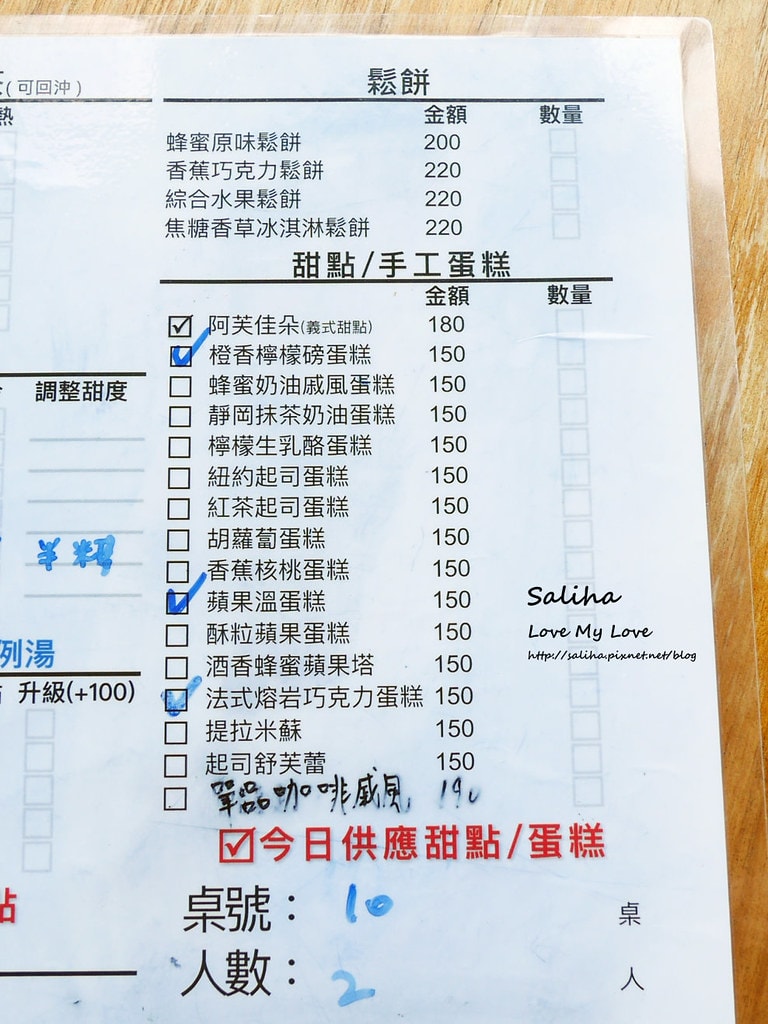 (可回沖)
熱
鬆餅
金額 數量
蜂蜜原味鬆餅 200
香蕉巧克力鬆餅 220
綜合水果鬆餅 220
焦糖香草冰淇淋鬆餅 220
甜點/手工蛋糕
金額 數量
阿芙佳朵(義式甜點) 180
橙香檸檬磅蛋糕 150
蜂蜜奶油戚風蛋糕 150
靜岡抹茶奶油蛋糕 150
檸檬生乳酪蛋糕 150
紐約起司蛋糕 150
紅茶起司蛋糕 150
胡蘿蔔蛋糕 150
香蕉核桃蛋糕 150
蘋果溫蛋糕 150
酥粒蘋果蛋糕 150
酒香蜂蜜蘋果塔 150
法式熔岩巧克力蛋糕 150
提拉米蘇 150
起司舒芙蕾 150
單品咖啡戚風 190
今日供應甜點/蛋糕
桌號： 10 桌
人數： 2 人
調整甜度
例湯
升級(+100)
點
Saliha
Love My Love
http://saliha.pixnet.net/blog